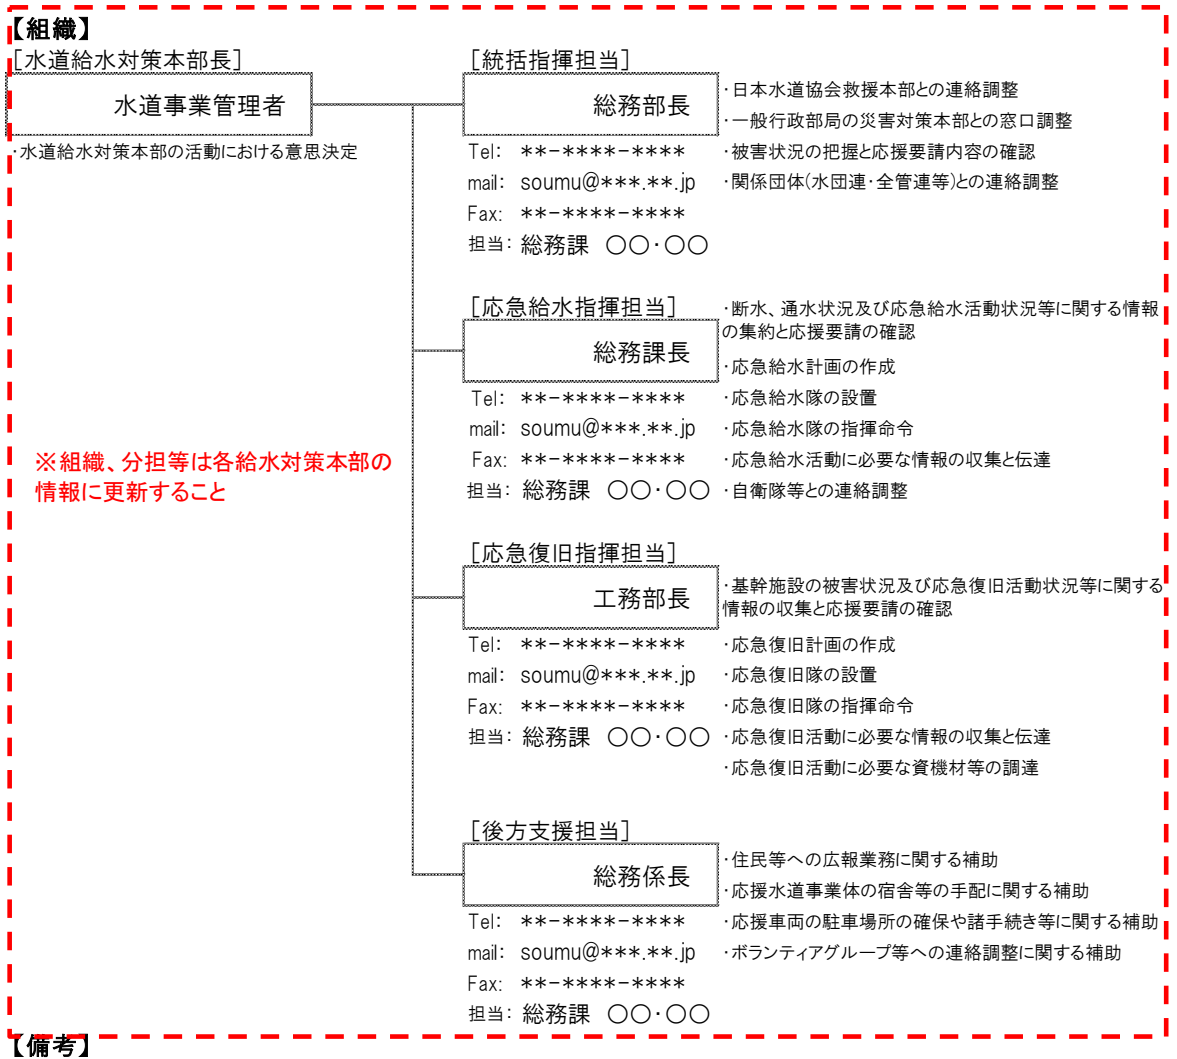 【組織】
[水道給水対策本部長]
水道事業管理者
・水道給水対策本部の活動における意思決定
※組織、分担等は各給水対策本部の
情報に更新すること
[統括指揮担当]
総務部長
Tel: **-****-****
mail: soumu@***.**.jp
Fax: **-****-****
担当: 総務課 〇〇・〇〇
・日本水道協会救援本部との連絡調整
・一般行政部局の災害対策本部との窓口調整
・被害状況の把握と応援要請内容の確認
・関係団体(水団連・全管連等)との連絡調整
[応急給水指揮担当]
総務課長
Tel: **-****-****
mail: soumu@***.**.jp
Fax: **-****-****
担当: 総務課 〇〇・〇〇
・断水、通水状況及び応急給水活動状況等に関する情報
の集約と応援要請の確認
・応急給水計画の作成
・応急給水隊の設置
・応急給水隊の指揮命令
・応急給水活動に必要な情報の収集と伝達
・自衛隊等との連絡調整
[応急復旧指揮担当]
工務部長
Tel: **-****-****
mail: soumu@***.**.jp
Fax: **-****-****
担当: 総務課 〇〇・〇〇
・基幹施設の被害状況及び応急復旧活動状況等に関する
情報の収集と応援要請の確認
・応急復旧計画の作成
・応急復旧隊の設置
・応急復旧隊の指揮命令
・応急復旧活動に必要な情報の収集と伝達
・応急復旧活動に必要な資機材等の調達
[後方支援担当]
総務係長
Tel: **-****-****
mail: soumu@***.**.jp
Fax: **-****-****
担当: 総務課 〇〇・〇〇
・住民等への広報業務に関する補助
・応援水道事業体の宿舎等の手配に関する補助
・応援車両の駐車場所の確保や諸手続き等に関する補助
・ボランティアグループ等への連絡調整に関する補助
【備考】